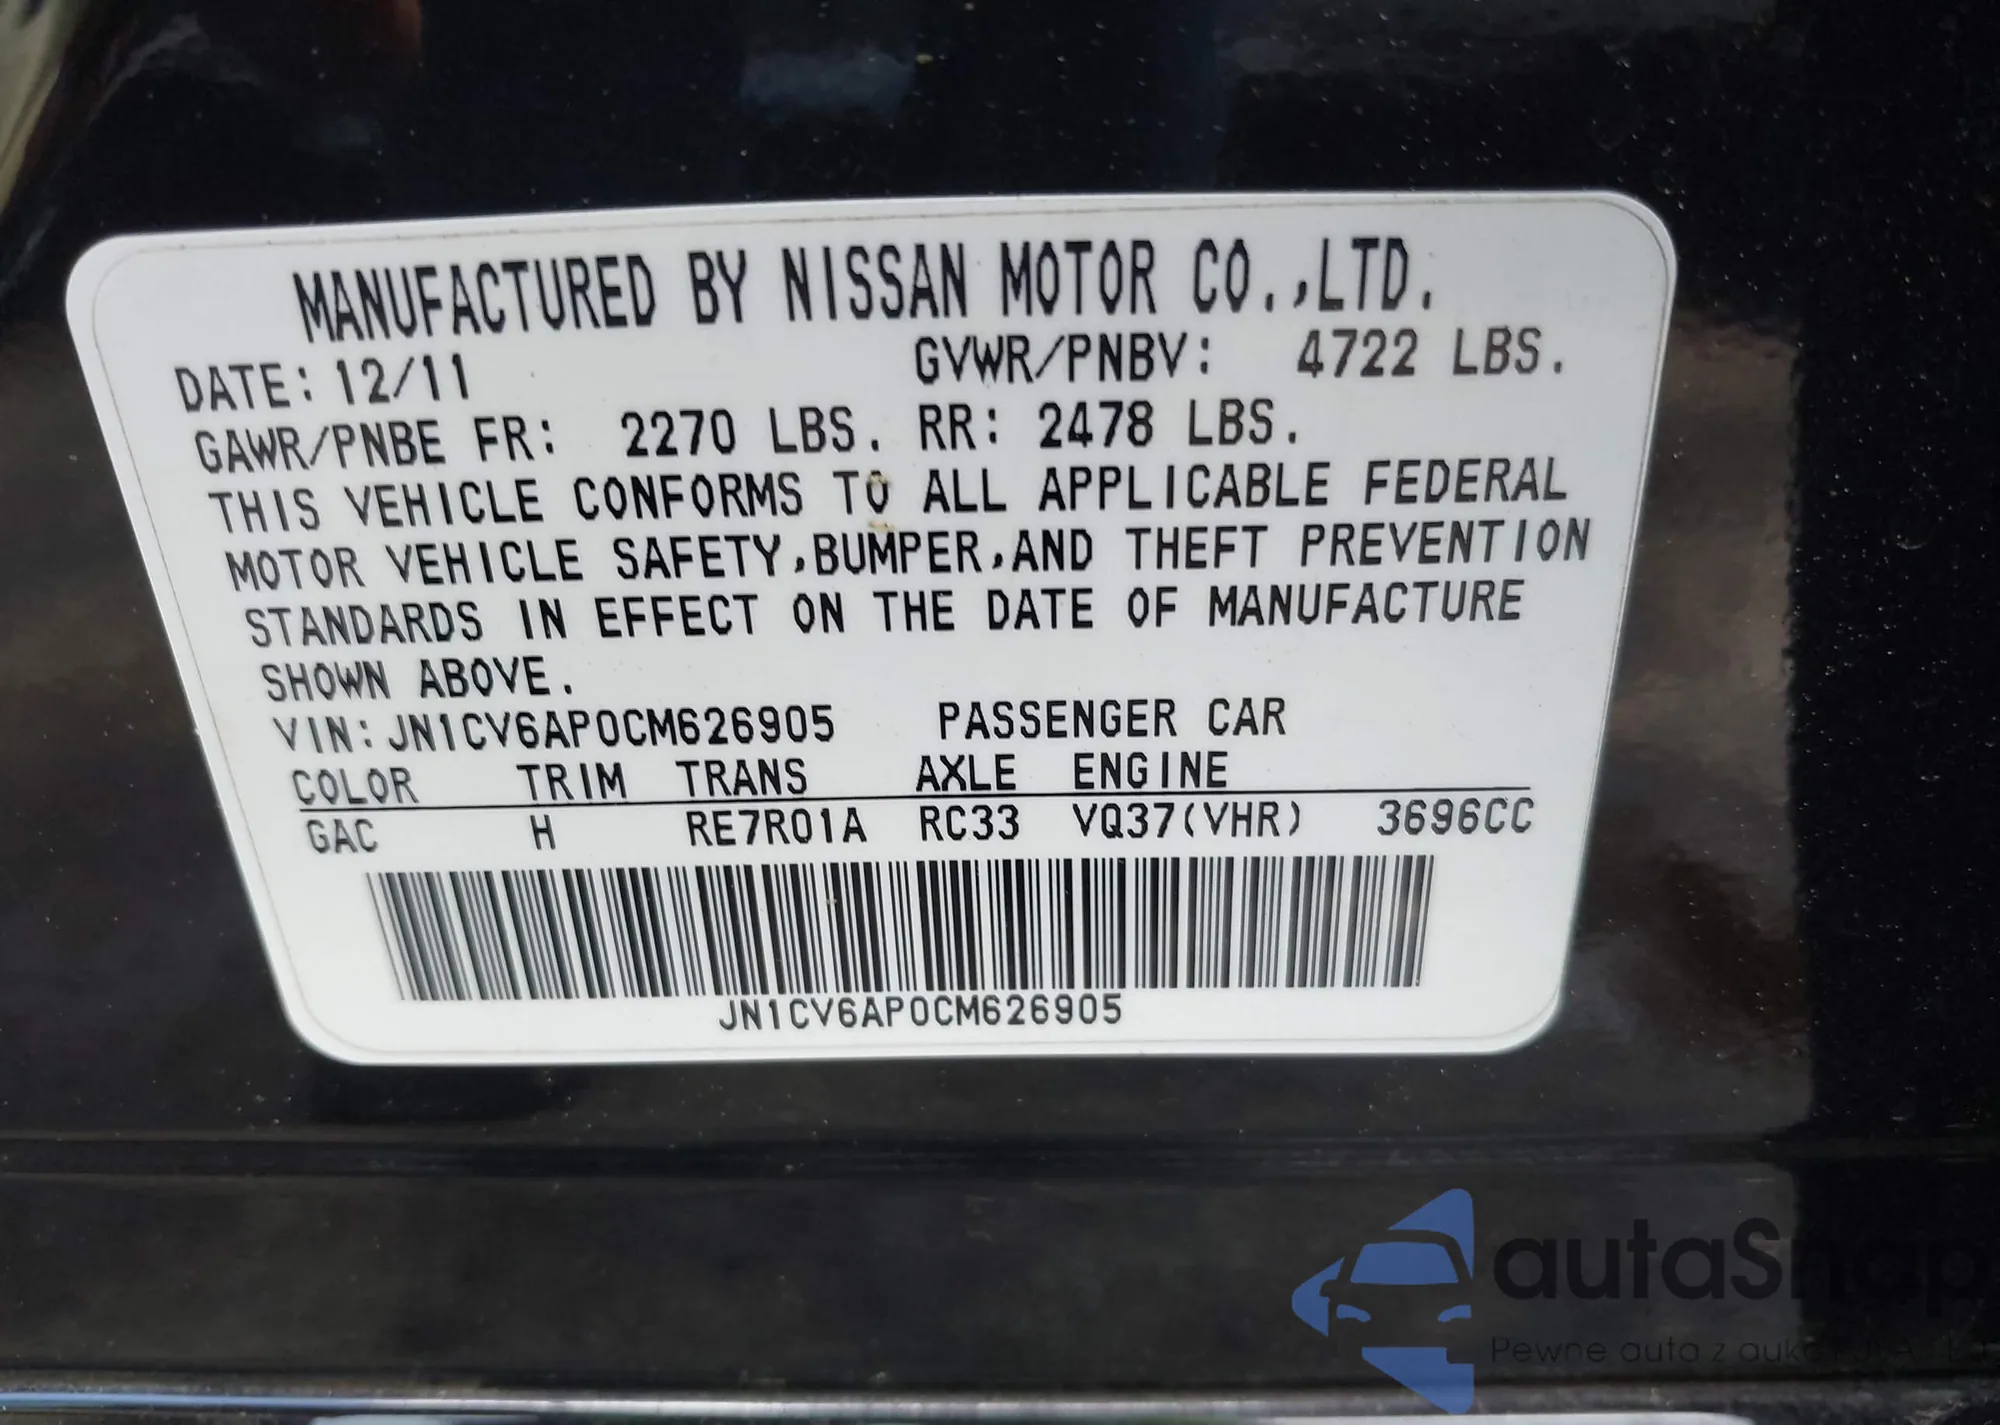 MANUFACTURED BY NISSAN MOTOR CO.,LTD.
DATE: 12/11 GVWR/PNBV: 4722 LBS.
GAWR/PNBE FR: 2270 LBS. RR: 2478 LBS.
THIS VEHICLE CONFORMS TO ALL APPLICABLE FEDERAL
MOTOR VEHICLE SAFETY,BUMPER,AND THEFT PREVENTION
STANDARDS IN EFFECT ON THE DATE OF MANUFACTURE
SHOWN ABOVE.
VIN:JN1CV6AP0CM626905 PASSENGER CAR
COLOR TRIM TRANS AXLE ENGINE
GAC H RE7R01A RC33 VQ37(VHR) 3696CC
JN1CV6AP0CM626905
autaSnap
Pewne auta z